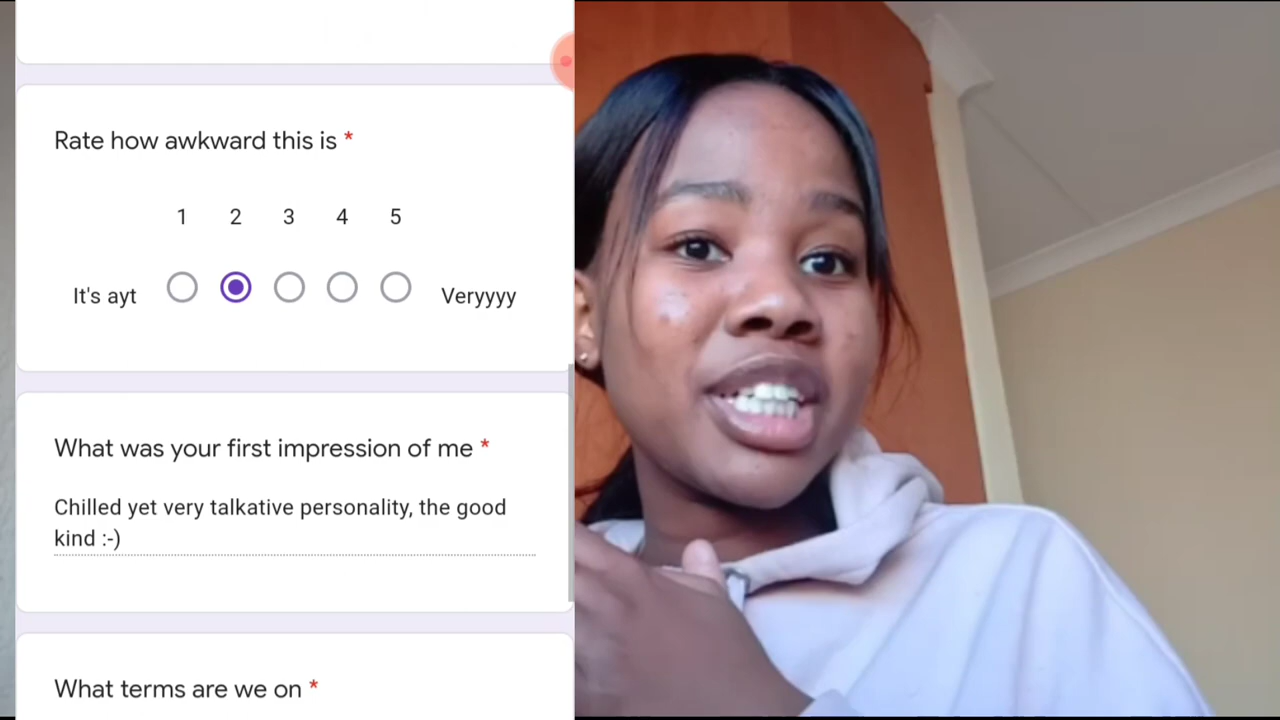 Rate how awkward this is *
1 2 3 4 5
It's ayt Veryyyy
What was your first impression of me *
Chilled yet very talkative personality, the good
kind :-)
What terms are we on *